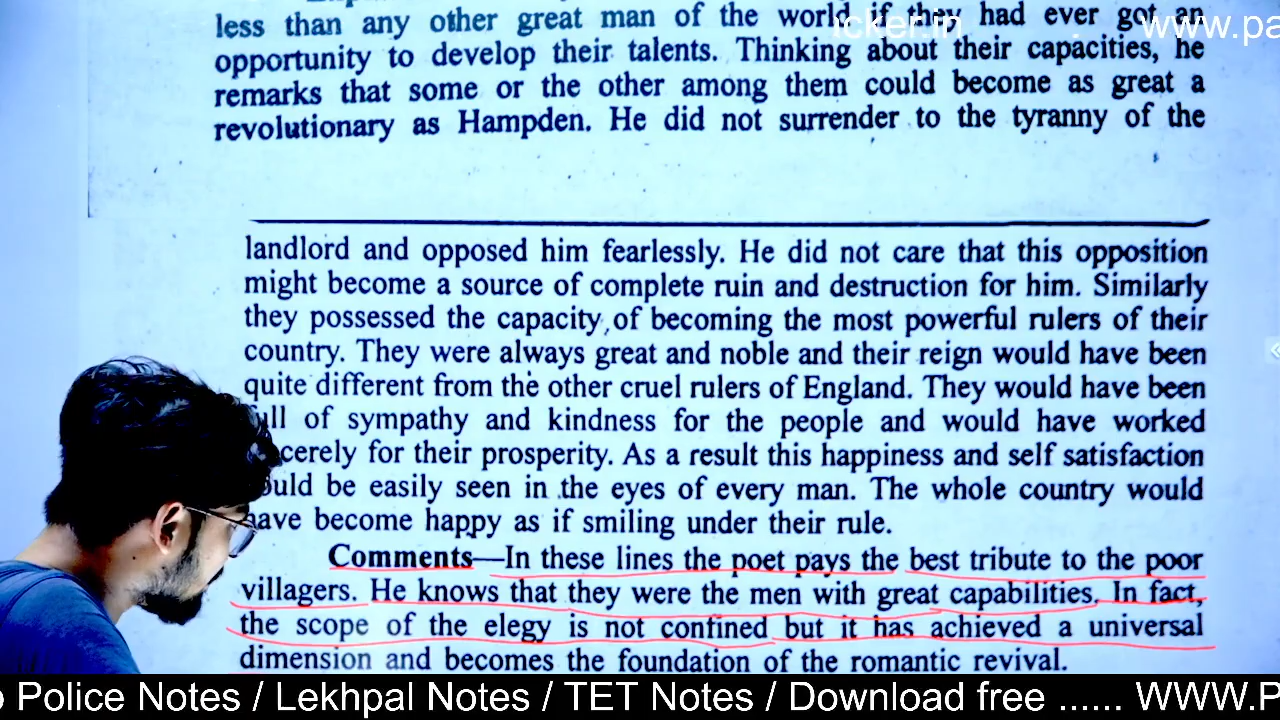 less than any other great man of the world if they had ever got an
icker.in
www.pa
opportunity to develop their talents. Thinking about their capacities, he
remarks that some or the other among them could become as great a
revolutionary as Hampden. He did not surrender to the tyranny of the
landlord and opposed him fearlessly. He did not care that this opposition
might become a source of complete ruin and destruction for him. Similarly
they possessed the capacity of becoming the most powerful rulers of their
country. They were always great and noble and their reign would have been
quite different from the other cruel rulers of England. They would have been
of sympathy and kindness for the people and would have worked
cerely for their prosperity. As a result this happiness and self satisfaction
ould be easily seen in the eyes of every man. The whole country would
have become happy as if smiling under their rule.
Comments—In these lines the poet pays the best tribute to the poor
villagers. He knows that they were the men with great capabilities. In fact,
the scope of the elegy is not confined but it has achieved a universal
dimension and becomes the foundation of the romantic revival.
Police Notes / Lekhpal Notes / TET Notes / Download free ...... WWW.P